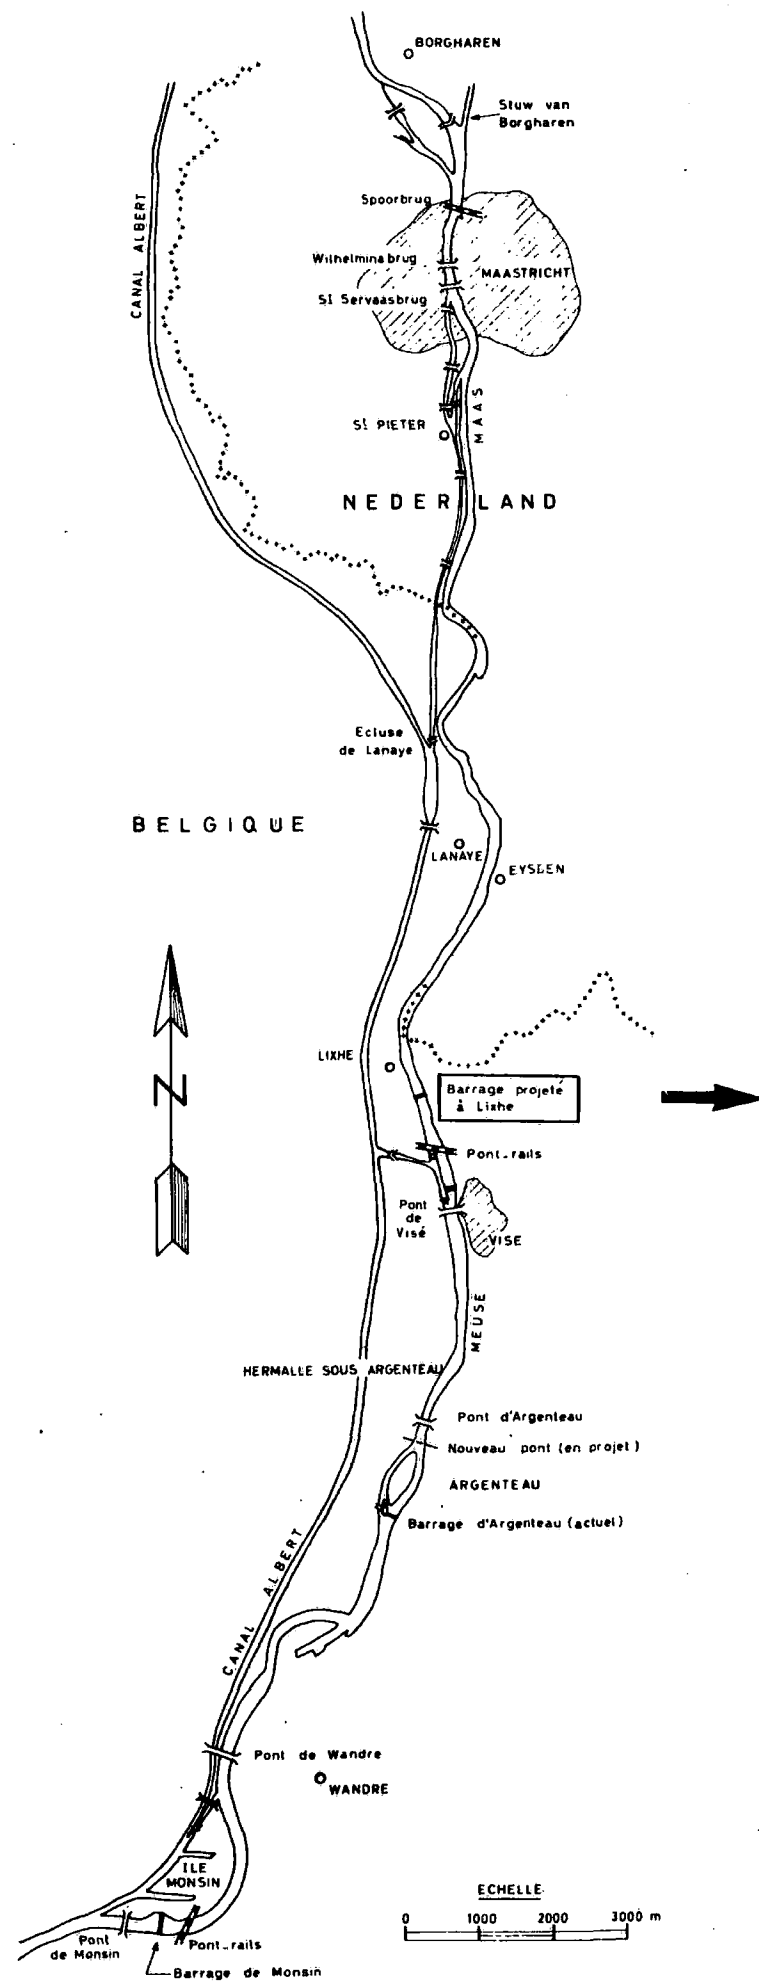 BORGHAREN
Stuw van
Borgharen
Spoorbrug
CANAL ALBERT
Wilhelminabrug
MAASTRICHT
St Servaasbrug
MAAS
St PIETER
NEDERLAND
Ecluse
de Lanaye
BELGIQUE
LANAYE
EYSDEN
N
LIXHE
Barrage projeté
à Lixhe
Pont-rails
Pont
de
Visé
VISE
MEUSE
HERMALLE SOUS ARGENTEAU
Pont d'Argenteau
Nouveau pont (en projet)
ARGENTEAU
Barrage d'Argenteau (actuel)
CANAL ALBERT
Pont de Wandre
WANDRE
ILE
MONSIN
ECHELLE
0 1000 2000 3000 m
Pont
de Monsin
Pont-rails
Barrage de Monsin